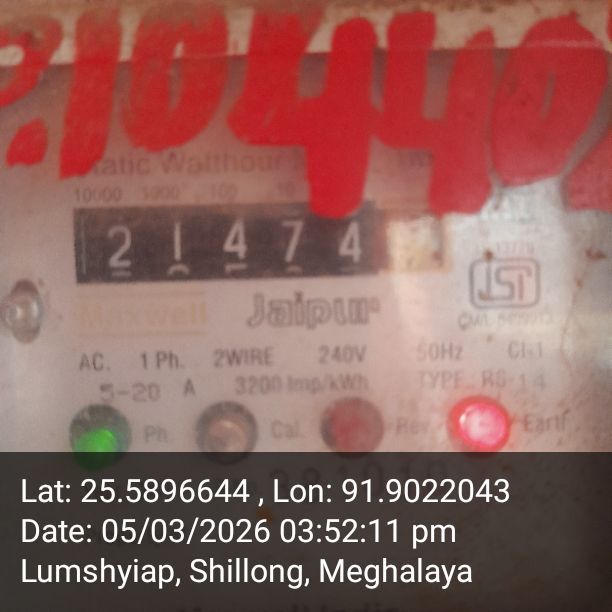 10440
Static Watthour
10000 1000 100 10
21474
Maxwell Jaipur
AC. 1 Ph. 2WIRE 240V 50Hz Cl-1
5-20 A 3200 Imp/kWh TYPE RS-14
Ph. Cal. Rev. Earth
Lat: 25.5896644 , Lon: 91.9022043
Date: 05/03/2026 03:52:11 pm
Lumshyiap, Shillong, Meghalaya